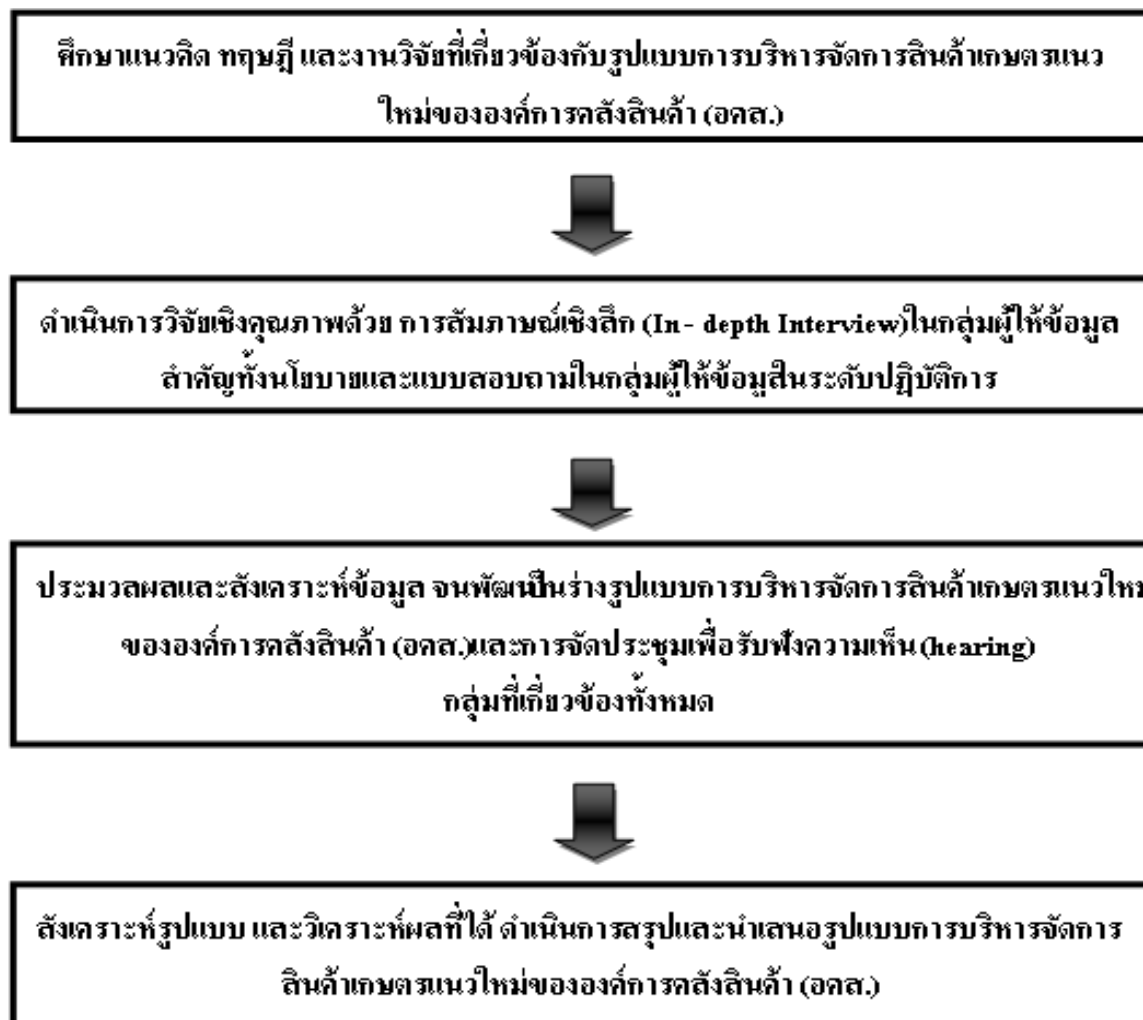 ศึกษาแนวคิด ทฤษฎี และงานวิจัยที่เกี่ยวข้องกับรูปแบบการบริหารจัดการสินค้าเกษตรแนว
ใหม่ขององค์การคลังสินค้า (อคส.)
ดำเนินการวิจัยเชิงคุณภาพด้วย การสัมภาษณ์เชิงลึก (In - depth Interview)ในกลุ่มผู้ให้ข้อมูล
สำคัญทั้งนโยบายและแบบสอบถามในกลุ่มผู้ให้ข้อมูลในระดับปฏิบัติการ
ประมวลผลและสังเคราะห์ข้อมูล จนพัฒนาเป็นร่างรูปแบบการบริหารจัดการสินค้าเกษตรแนวใหม่
ขององค์การคลังสินค้า (อคส.)และการจัดประชุมเพื่อรับฟังความเห็น (hearing)
กลุ่มที่เกี่ยวข้องทั้งหมด
สังเคราะห์รูปแบบ และวิเคราะห์ผลที่ได้ ดำเนินการสรุปและนำเสนอรูปแบบการบริหารจัดการ
สินค้าเกษตรแนวใหม่ขององค์การคลังสินค้า (อคส.)